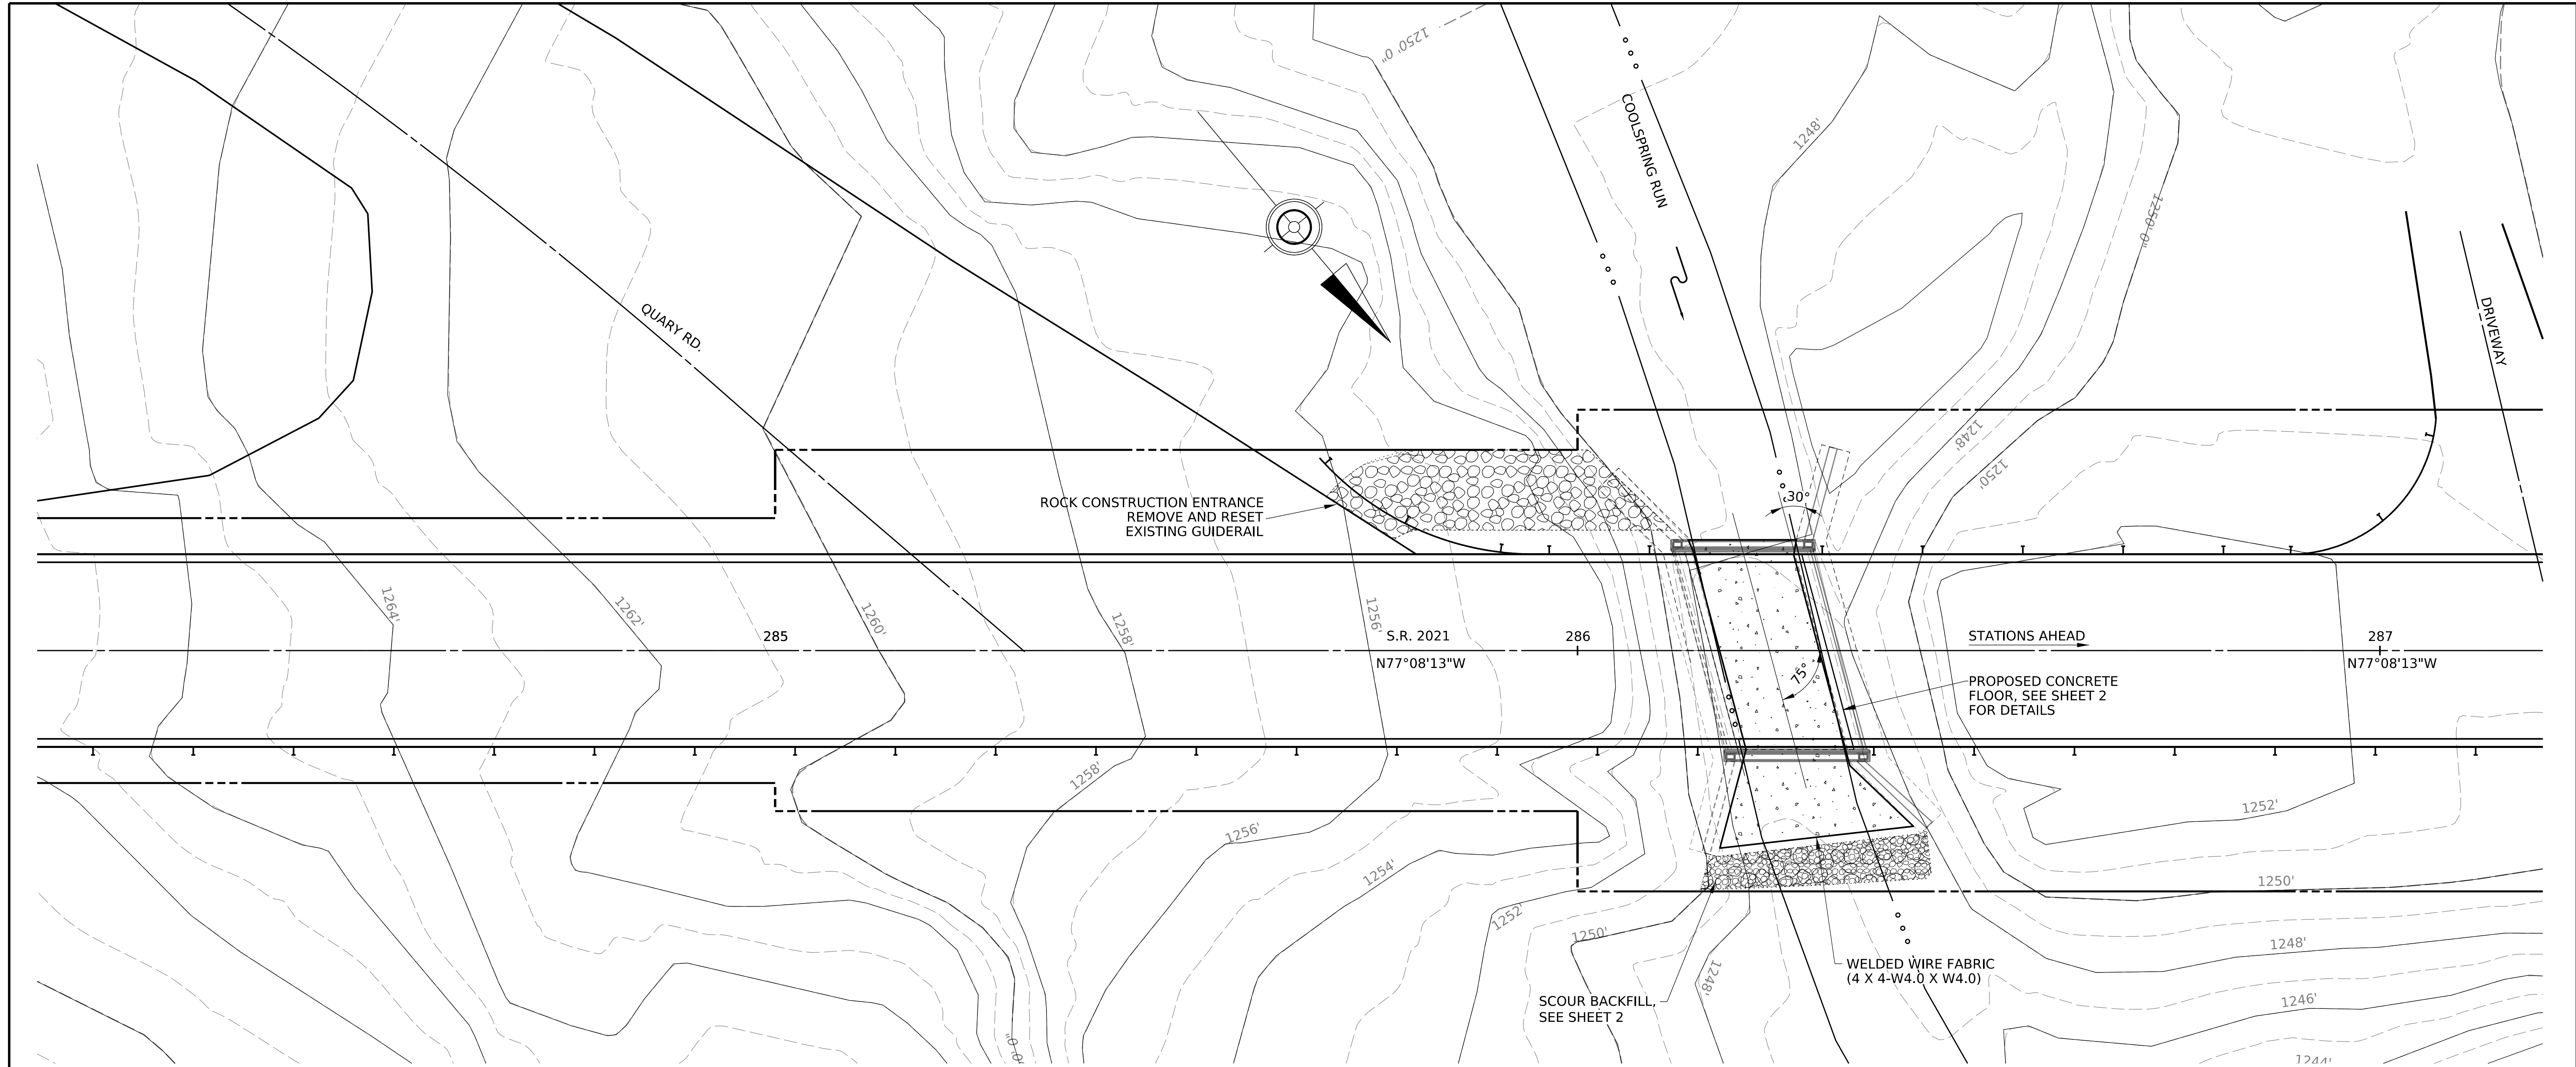 1250' 0"
COOLSPRING RUN
1248'
1250' 0"
QUARY RD.
DRIVEWAY
1248'
1250'
ROCK CONSTRUCTION ENTRANCE
REMOVE AND RESET
EXISTING GUIDERAIL
30°
1264'
1262'
1260'
1258'
1256'
285
S.R. 2021
286
STATIONS AHEAD
287
N77°08'13"W
N77°08'13"W
75°
PROPOSED CONCRETE
FLOOR, SEE SHEET 2
FOR DETAILS
1258'
1256'
1254'
1252'
1252'
1250'
1250'
1248'
1248'
WELDED WIRE FABRIC
(4 X 4-W4.0 X W4.0)
SCOUR BACKFILL,
SEE SHEET 2
1246'
1244'